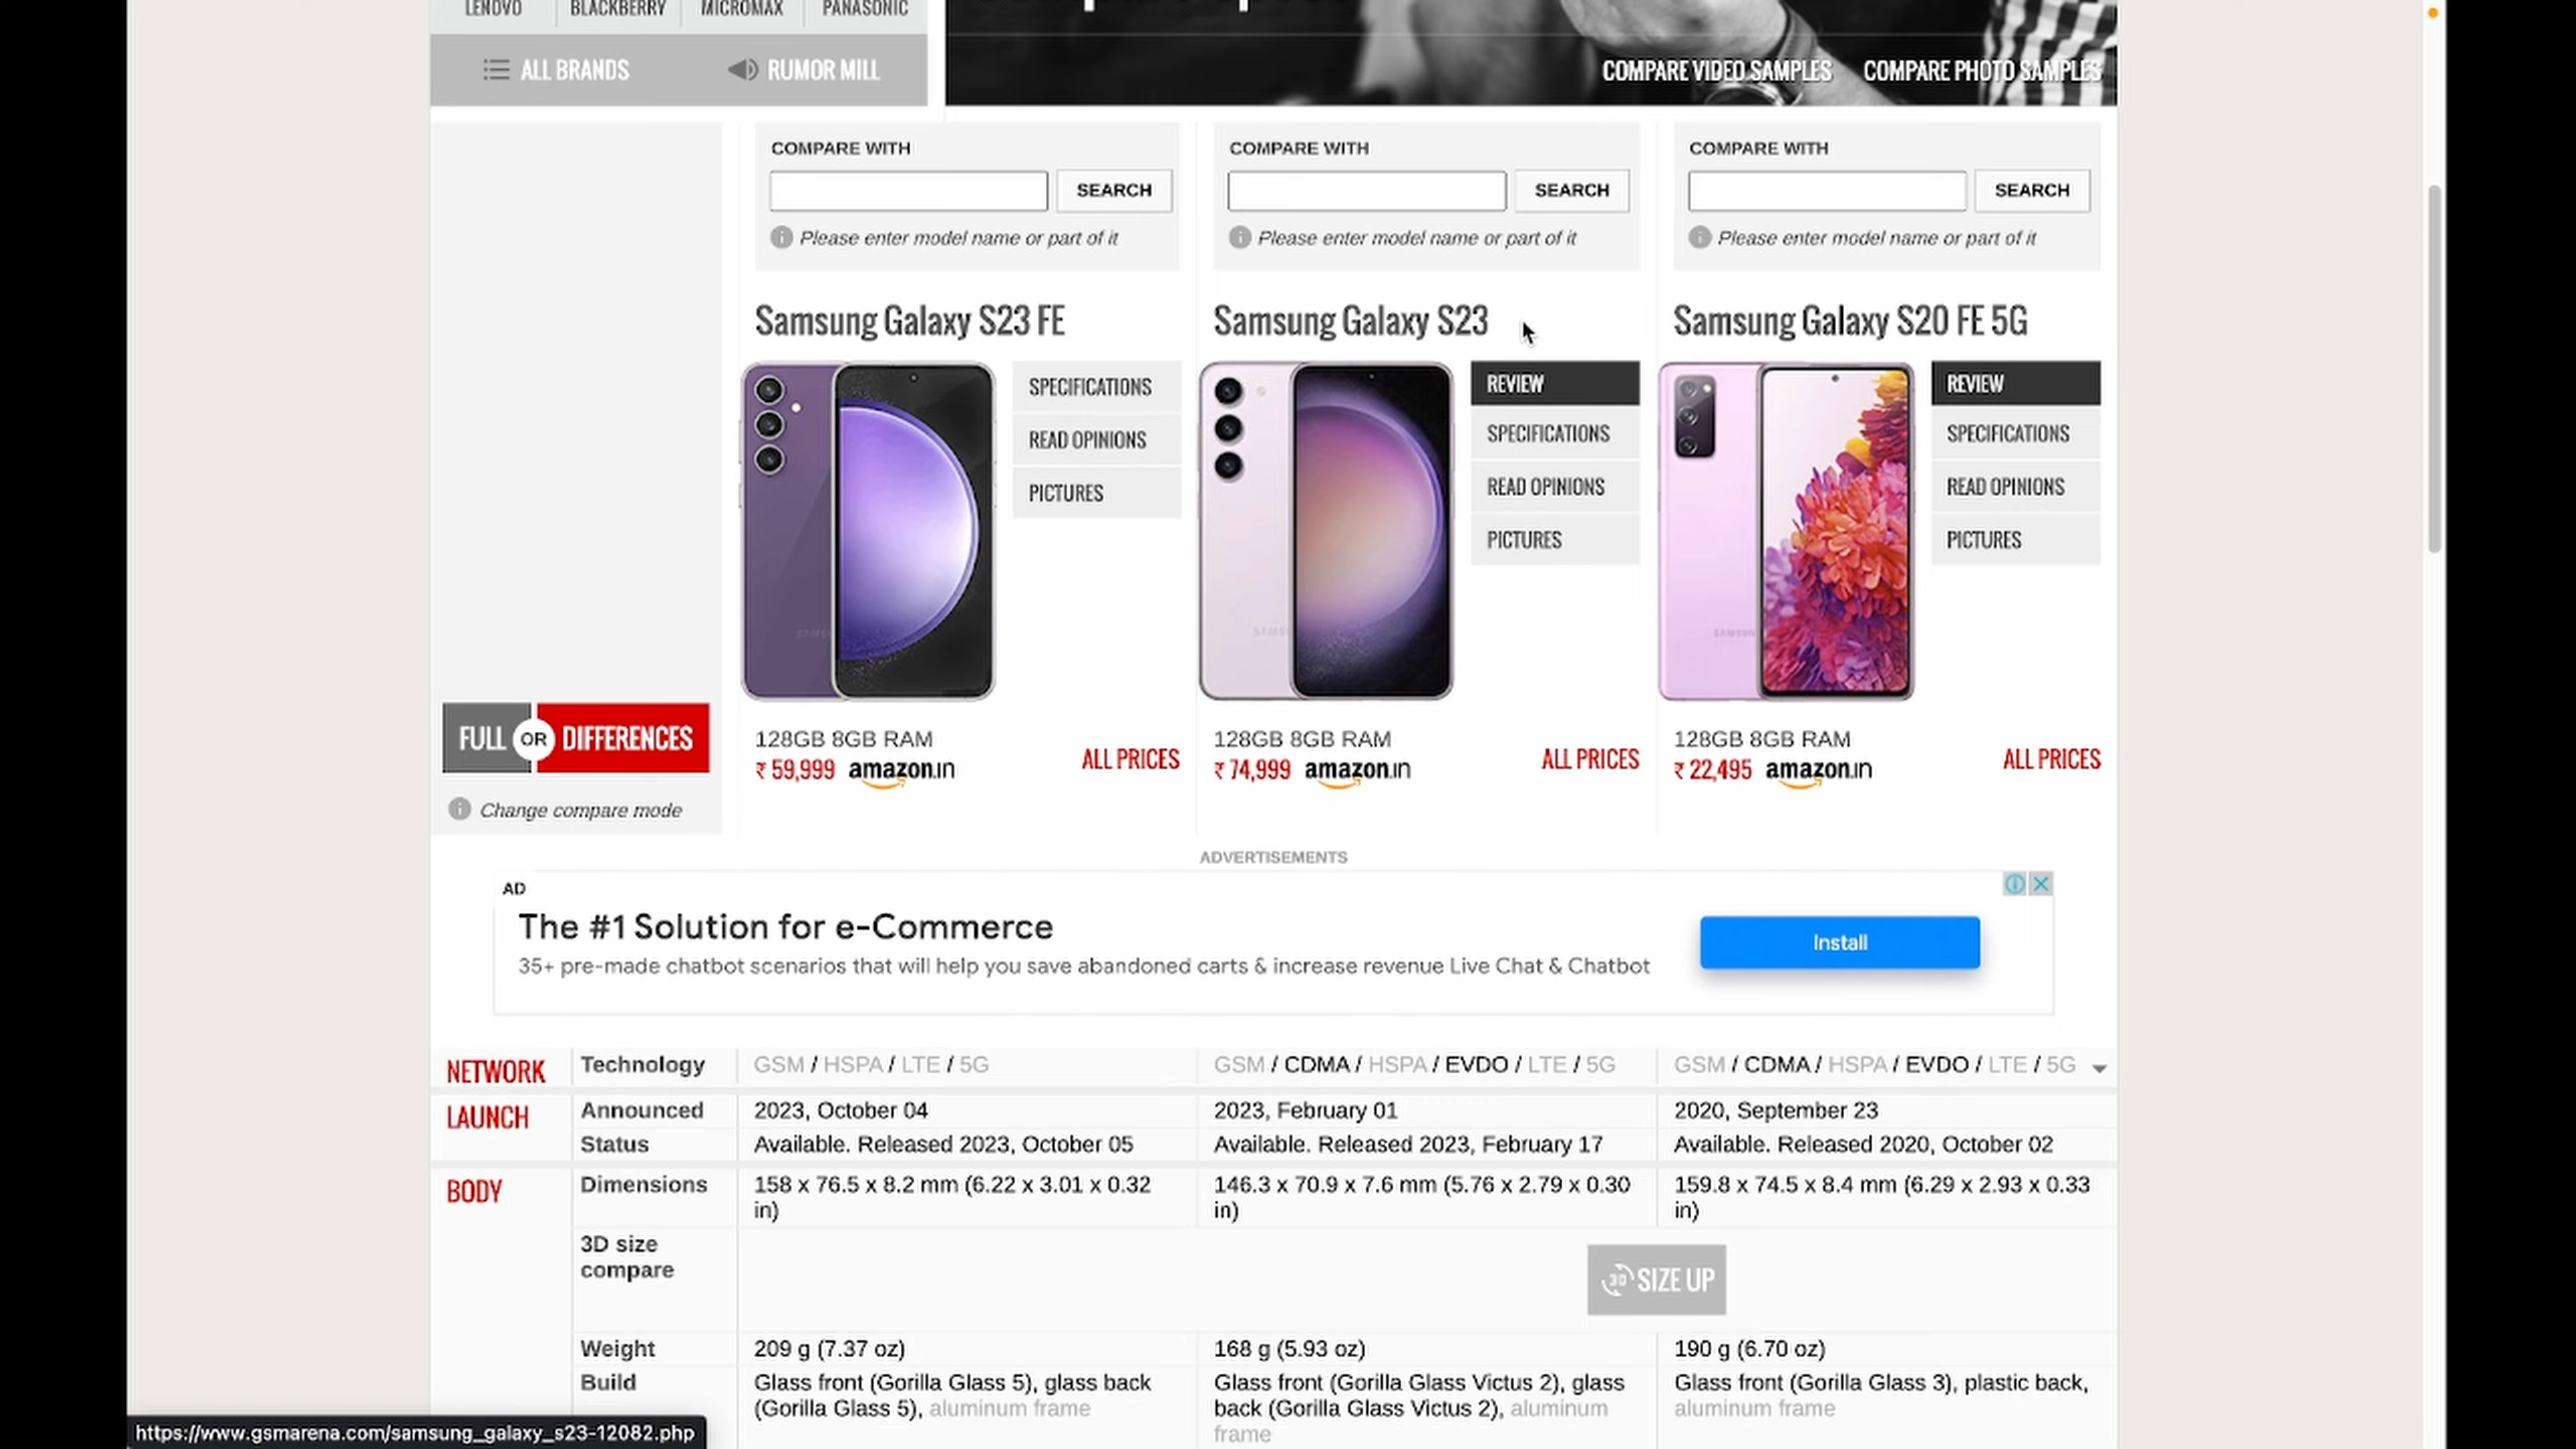 LENOVO
BLACKBERRY
MICROMAX
PANASONIC
ALL BRANDS
RUMOR MILL
COMPARE VIDEO SAMPLES
COMPARE PHOTO SAMPLES
COMPARE WITH
SEARCH
Please enter model name or part of it
COMPARE WITH
SEARCH
Please enter model name or part of it
COMPARE WITH
SEARCH
Please enter model name or part of it
Samsung Galaxy S23 FE
SPECIFICATIONS
READ OPINIONS
PICTURES
128GB 8GB RAM
₹ 59,999 amazon.in
ALL PRICES
Samsung Galaxy S23
REVIEW
SPECIFICATIONS
READ OPINIONS
PICTURES
128GB 8GB RAM
₹ 74,999 amazon.in
ALL PRICES
Samsung Galaxy S20 FE 5G
REVIEW
SPECIFICATIONS
READ OPINIONS
PICTURES
SAMSUNG
128GB 8GB RAM
₹ 22,495 amazon.in
ALL PRICES
FULL OR DIFFERENCES
Change compare mode
ADVERTISEMENTS
AD
The #1 Solution for e-Commerce
35+ pre-made chatbot scenarios that will help you save abandoned carts & increase revenue Live Chat & Chatbot
Install
NETWORK Technology GSM / HSPA / LTE / 5G GSM / CDMA / HSPA / EVDO / LTE / 5G GSM / CDMA / HSPA / EVDO / LTE / 5G
LAUNCH Announced 2023, October 04 2023, February 01 2020, September 23
Status Available. Released 2023, October 05 Available. Released 2023, February 17 Available. Released 2020, October 02
BODY Dimensions 158 x 76.5 x 8.2 mm (6.22 x 3.01 x 0.32 146.3 x 70.9 x 7.6 mm (5.76 x 2.79 x 0.30 159.8 x 74.5 x 8.4 mm (6.29 x 2.93 x 0.33
in) in) in)
3D size
compare
3D SIZE UP
Weight 209 g (7.37 oz) 168 g (5.93 oz) 190 g (6.70 oz)
Build Glass front (Gorilla Glass 5), glass back Glass front (Gorilla Glass Victus 2), glass Glass front (Gorilla Glass 3), plastic back,
(Gorilla Glass 5), aluminum frame back (Gorilla Glass Victus 2), aluminum aluminum frame
frame
https://www.gsmarena.com/samsung_galaxy_s23-12082.php